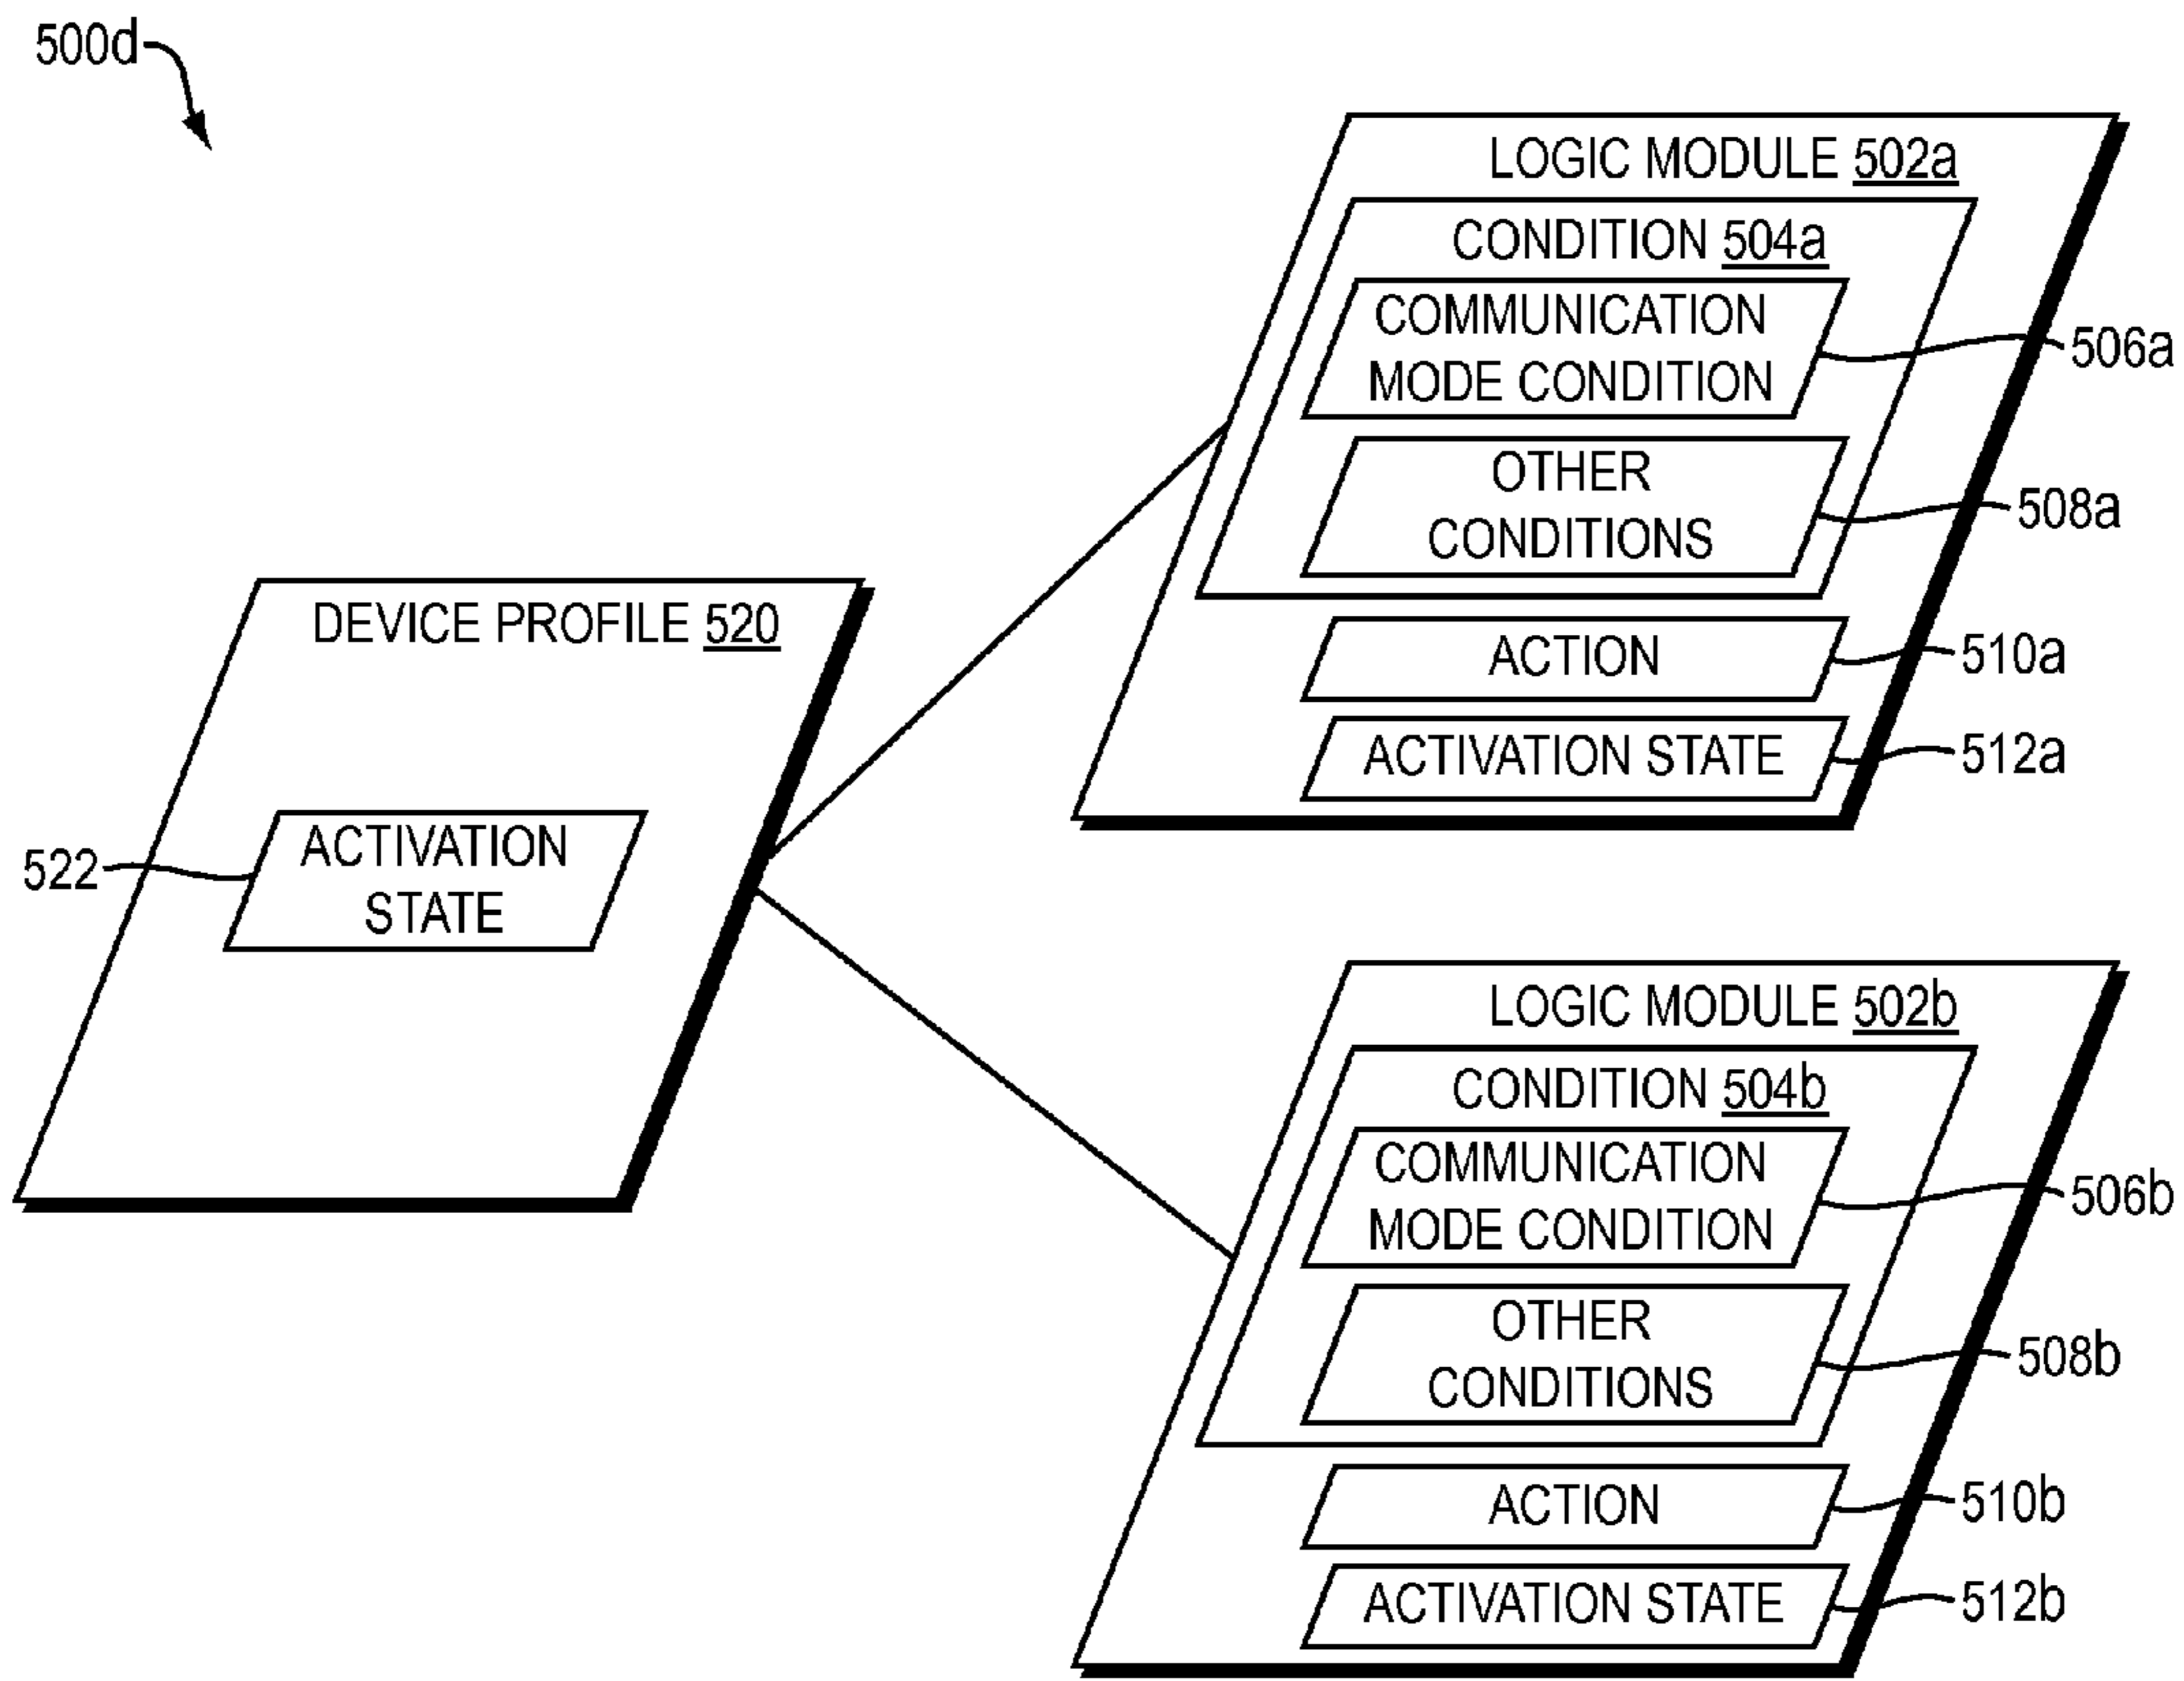 500d
LOGIC MODULE 502a
CONDITION 504a
COMMUNICATION
MODE CONDITION
506a
OTHER
CONDITIONS
508a
ACTION
510a
ACTIVATION STATE
512a
DEVICE PROFILE 520
ACTIVATION
STATE
522
LOGIC MODULE 502b
CONDITION 504b
COMMUNICATION
MODE CONDITION
506b
OTHER
CONDITIONS
508b
ACTION
510b
ACTIVATION STATE
512b